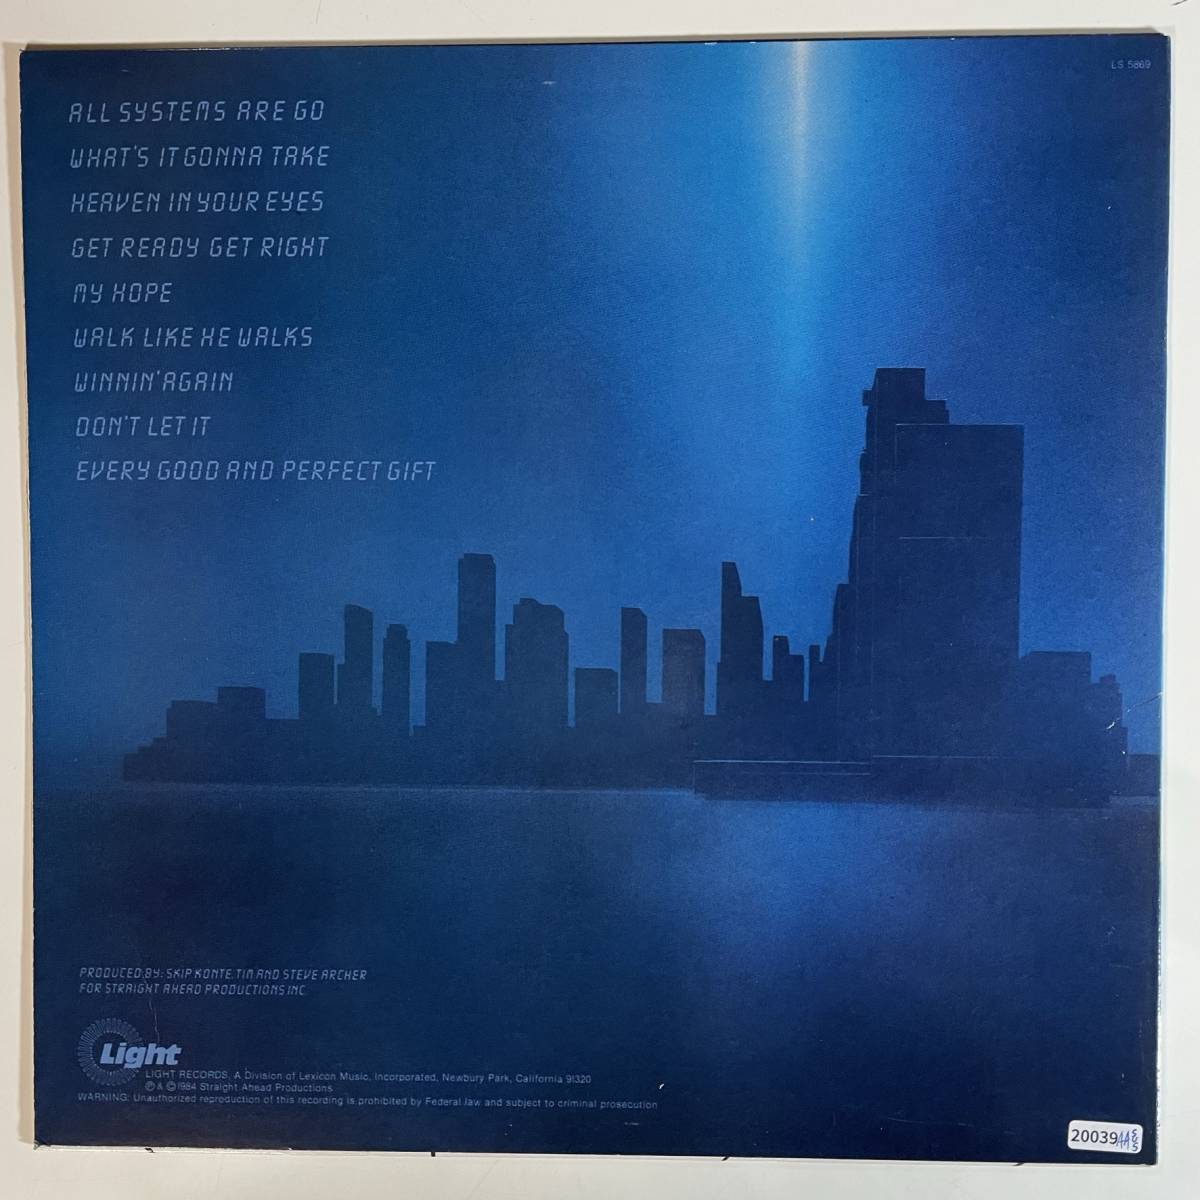 LS 5869
ALL SYSTEMS ARE GO
WHAT'S IT GONNA TAKE
HEAVEN IN YOUR EYES
GET READY GET RIGHT
MY HOPE
WALK LIKE HE WALKS
WINNIN' AGAIN
DON'T LET IT
EVERY GOOD AND PERFECT GIFT
PRODUCED BY: SKIP KONTE, TIM AND STEVE ARCHER
FOR STRAIGHT AHEAD PRODUCTIONS INC.
Light
LIGHT RECORDS, A Division of Lexicon Music, Incorporated, Newbury Park, California 91320
℗ & © 1984 Straight Ahead Productions
WARNING: Unauthorized reproduction of this recording is prohibited by Federal law and subject to criminal prosecution
20039